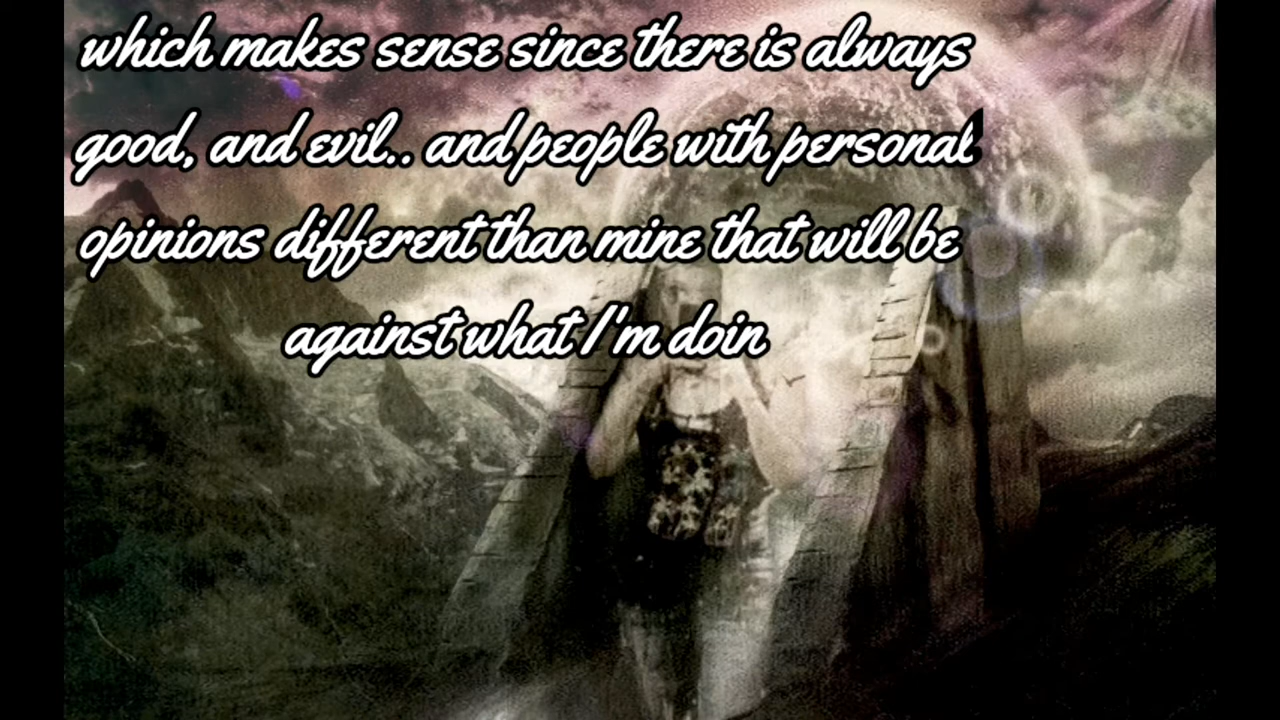 which makes sense since there is always
good, and evil.. and people with personal
opinions different than mine that will be
against what I'm doin